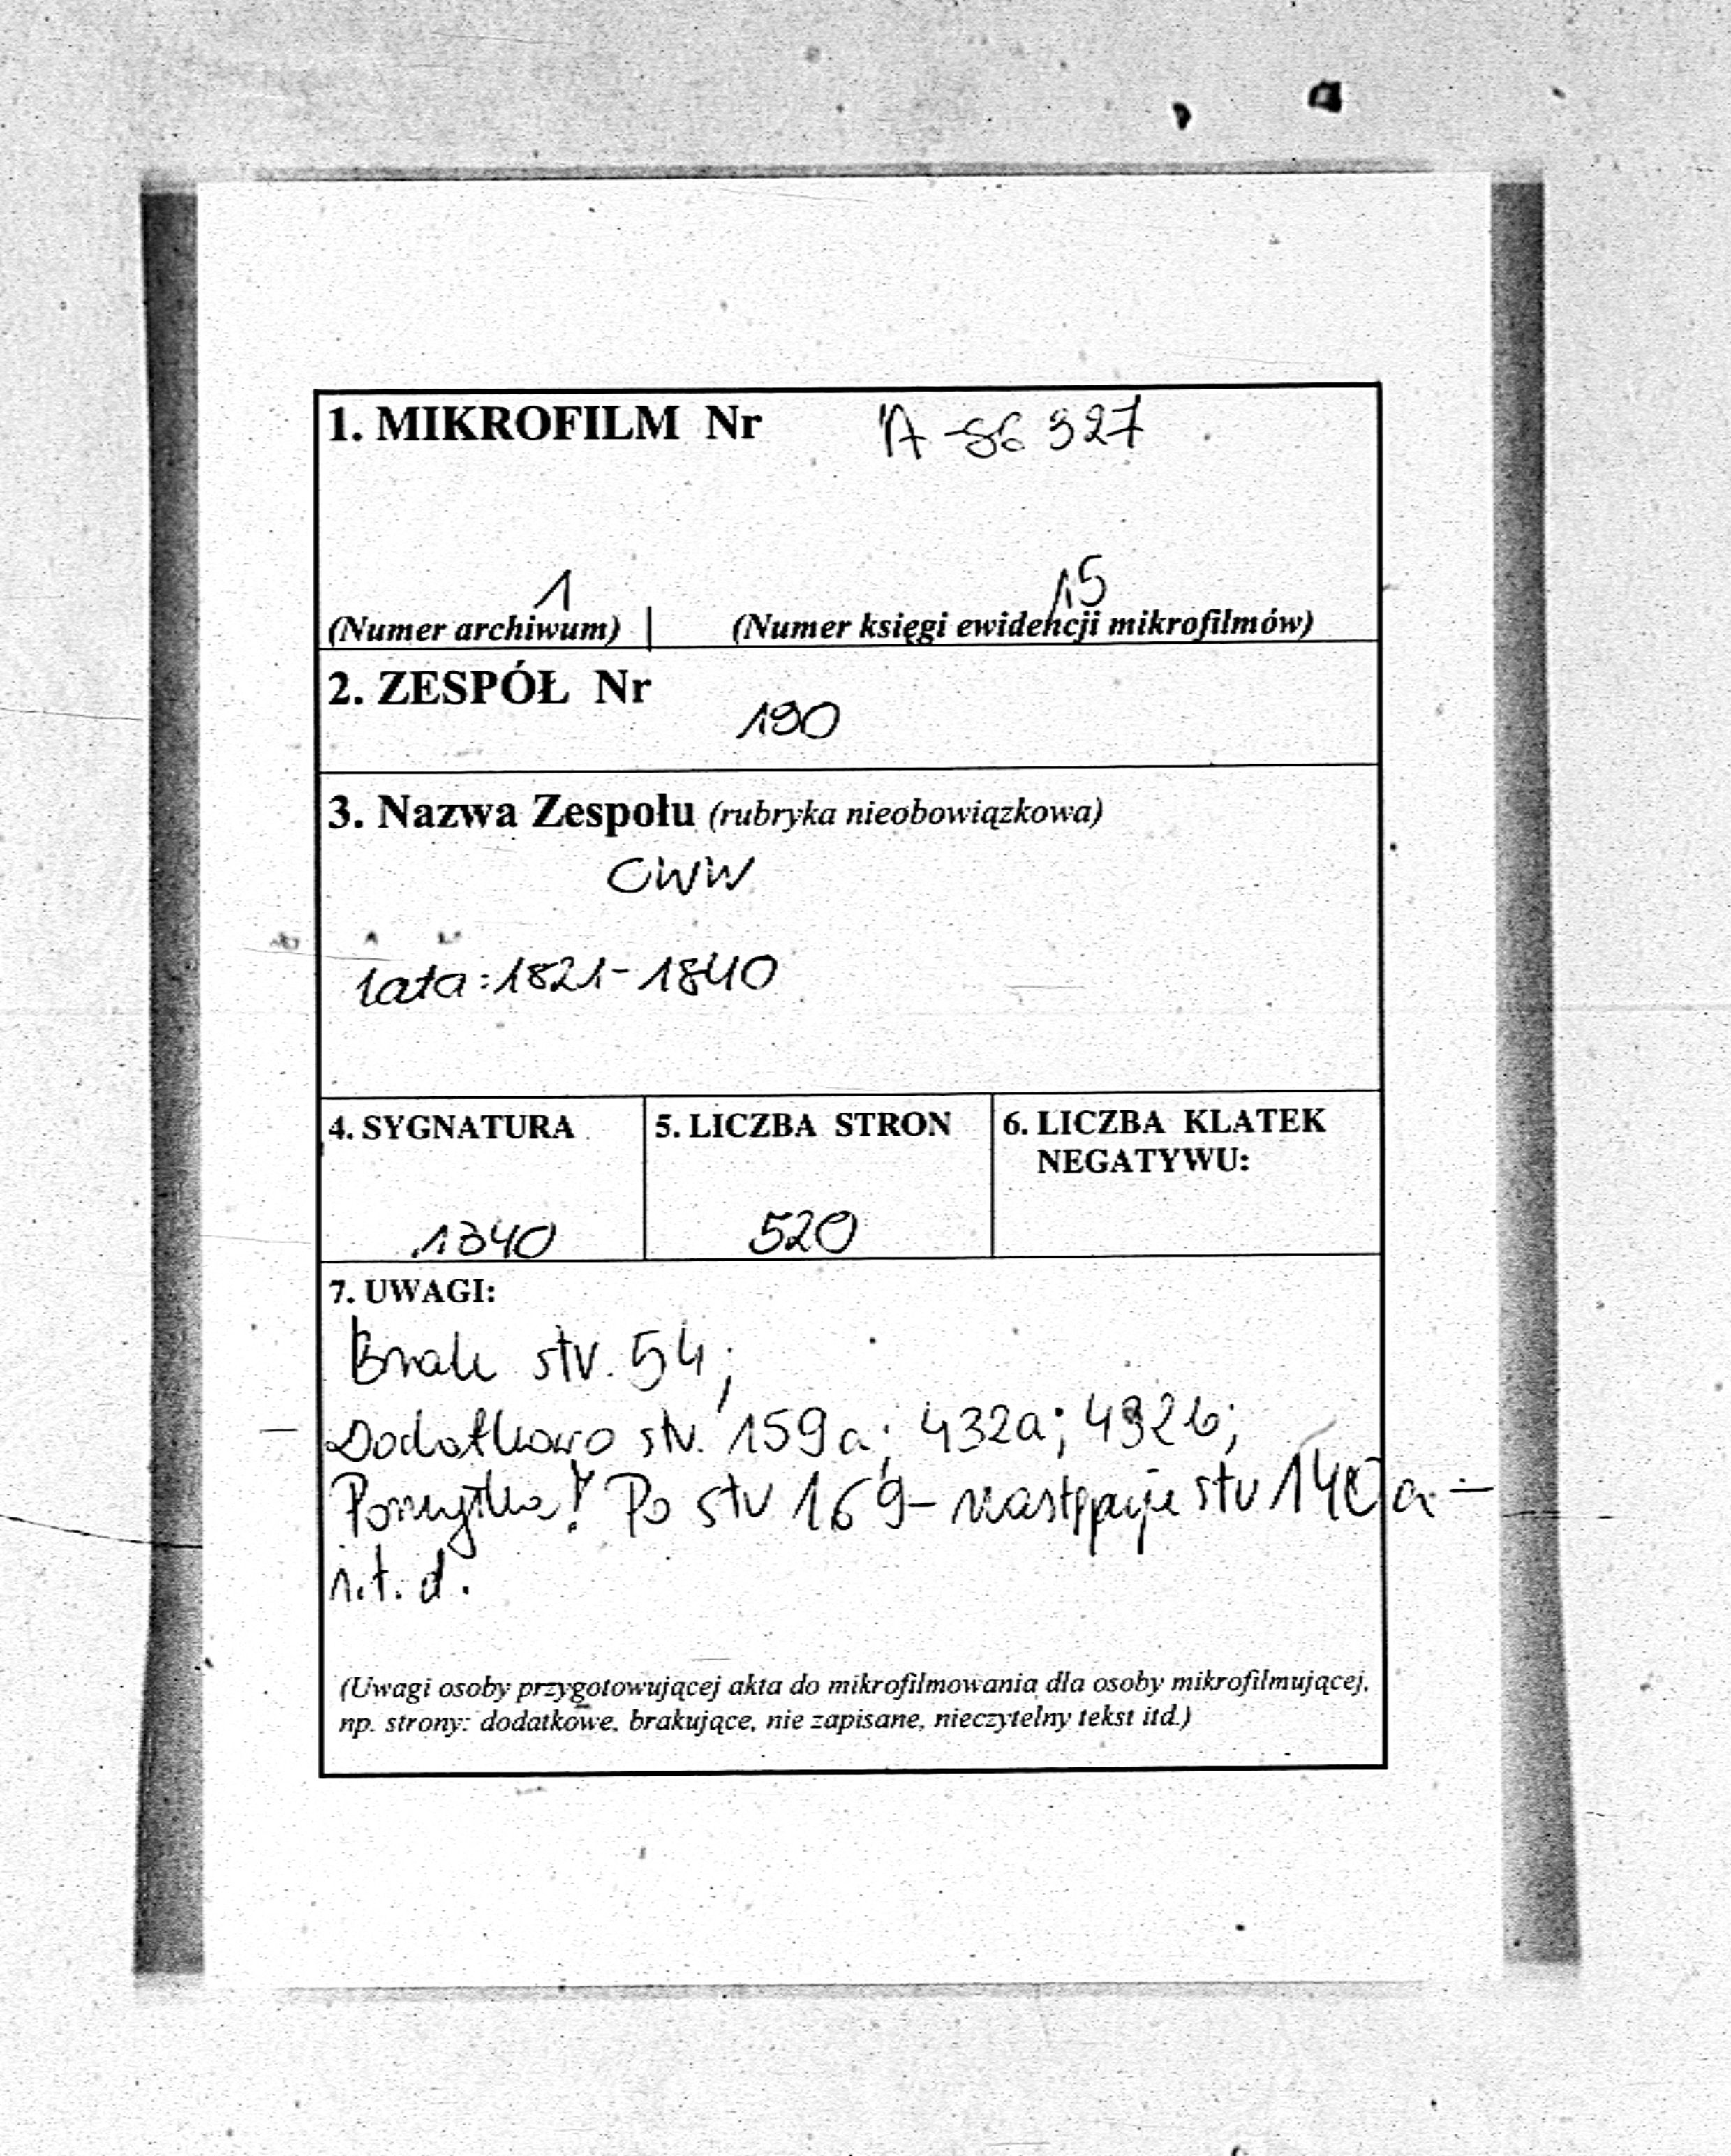 1. MIKROFILM Nr A-86 327
1 15
(Numer archiwum) | (Numer księgi ewidencji mikrofilmów)
2. ZESPÓŁ Nr
190
3. Nazwa Zespołu (rubryka nieobowiązkowa)
CWW
lata: 1821-1840
4. SYGNATURA 5. LICZBA STRON 6. LICZBA KLATEK
NEGATYWU:
1340 520
7. UWAGI:
Brak str. 54;
Dodatkowo str. 159a; 432a; 432b;
Pomyłka! Po str 169- następuje str 140a -
i.t.d.
(Uwagi osoby przygotowującej akta do mikrofilmowania dla osoby mikrofilmującej,
np. strony: dodatkowe, brakujące, nie zapisane, nieczytelny tekst itd.)